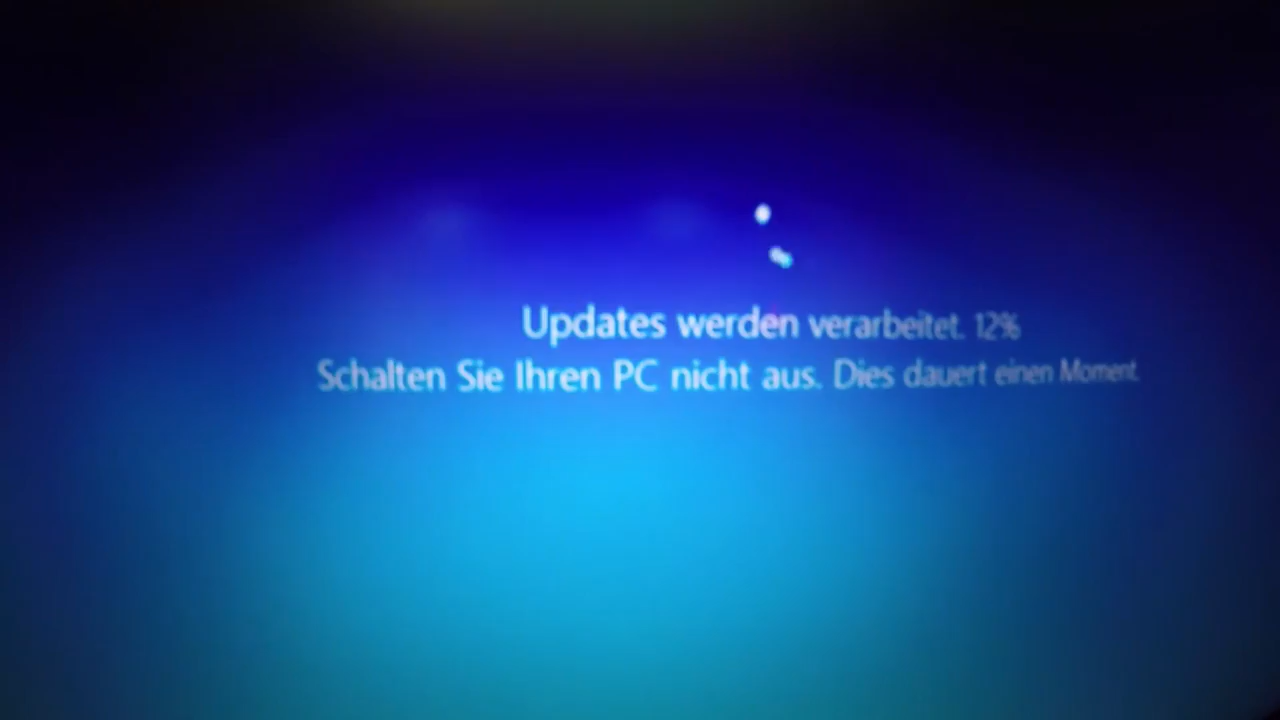 Updates werden verarbeitet. 12%
Schalten Sie Ihren PC nicht aus. Dies dauert einen Moment.